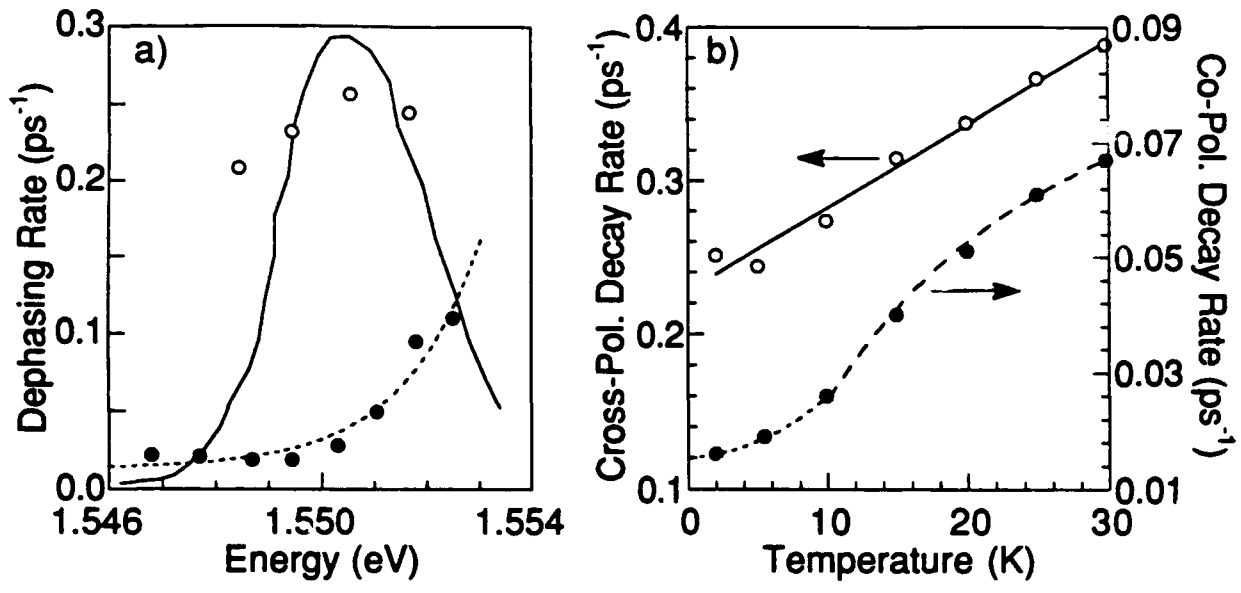 a)
0.3
0.2
0.1
0.0
Dephasing Rate (ps⁻¹)
1.546
1.550
1.554
Energy (eV)
b)
0.4
0.3
0.2
0.1
Cross-Pol. Decay Rate (ps⁻¹)
0.09
0.07
0.05
0.03
0.01
Co-Pol. Decay Rate (ps⁻¹)
0
10
20
30
Temperature (K)